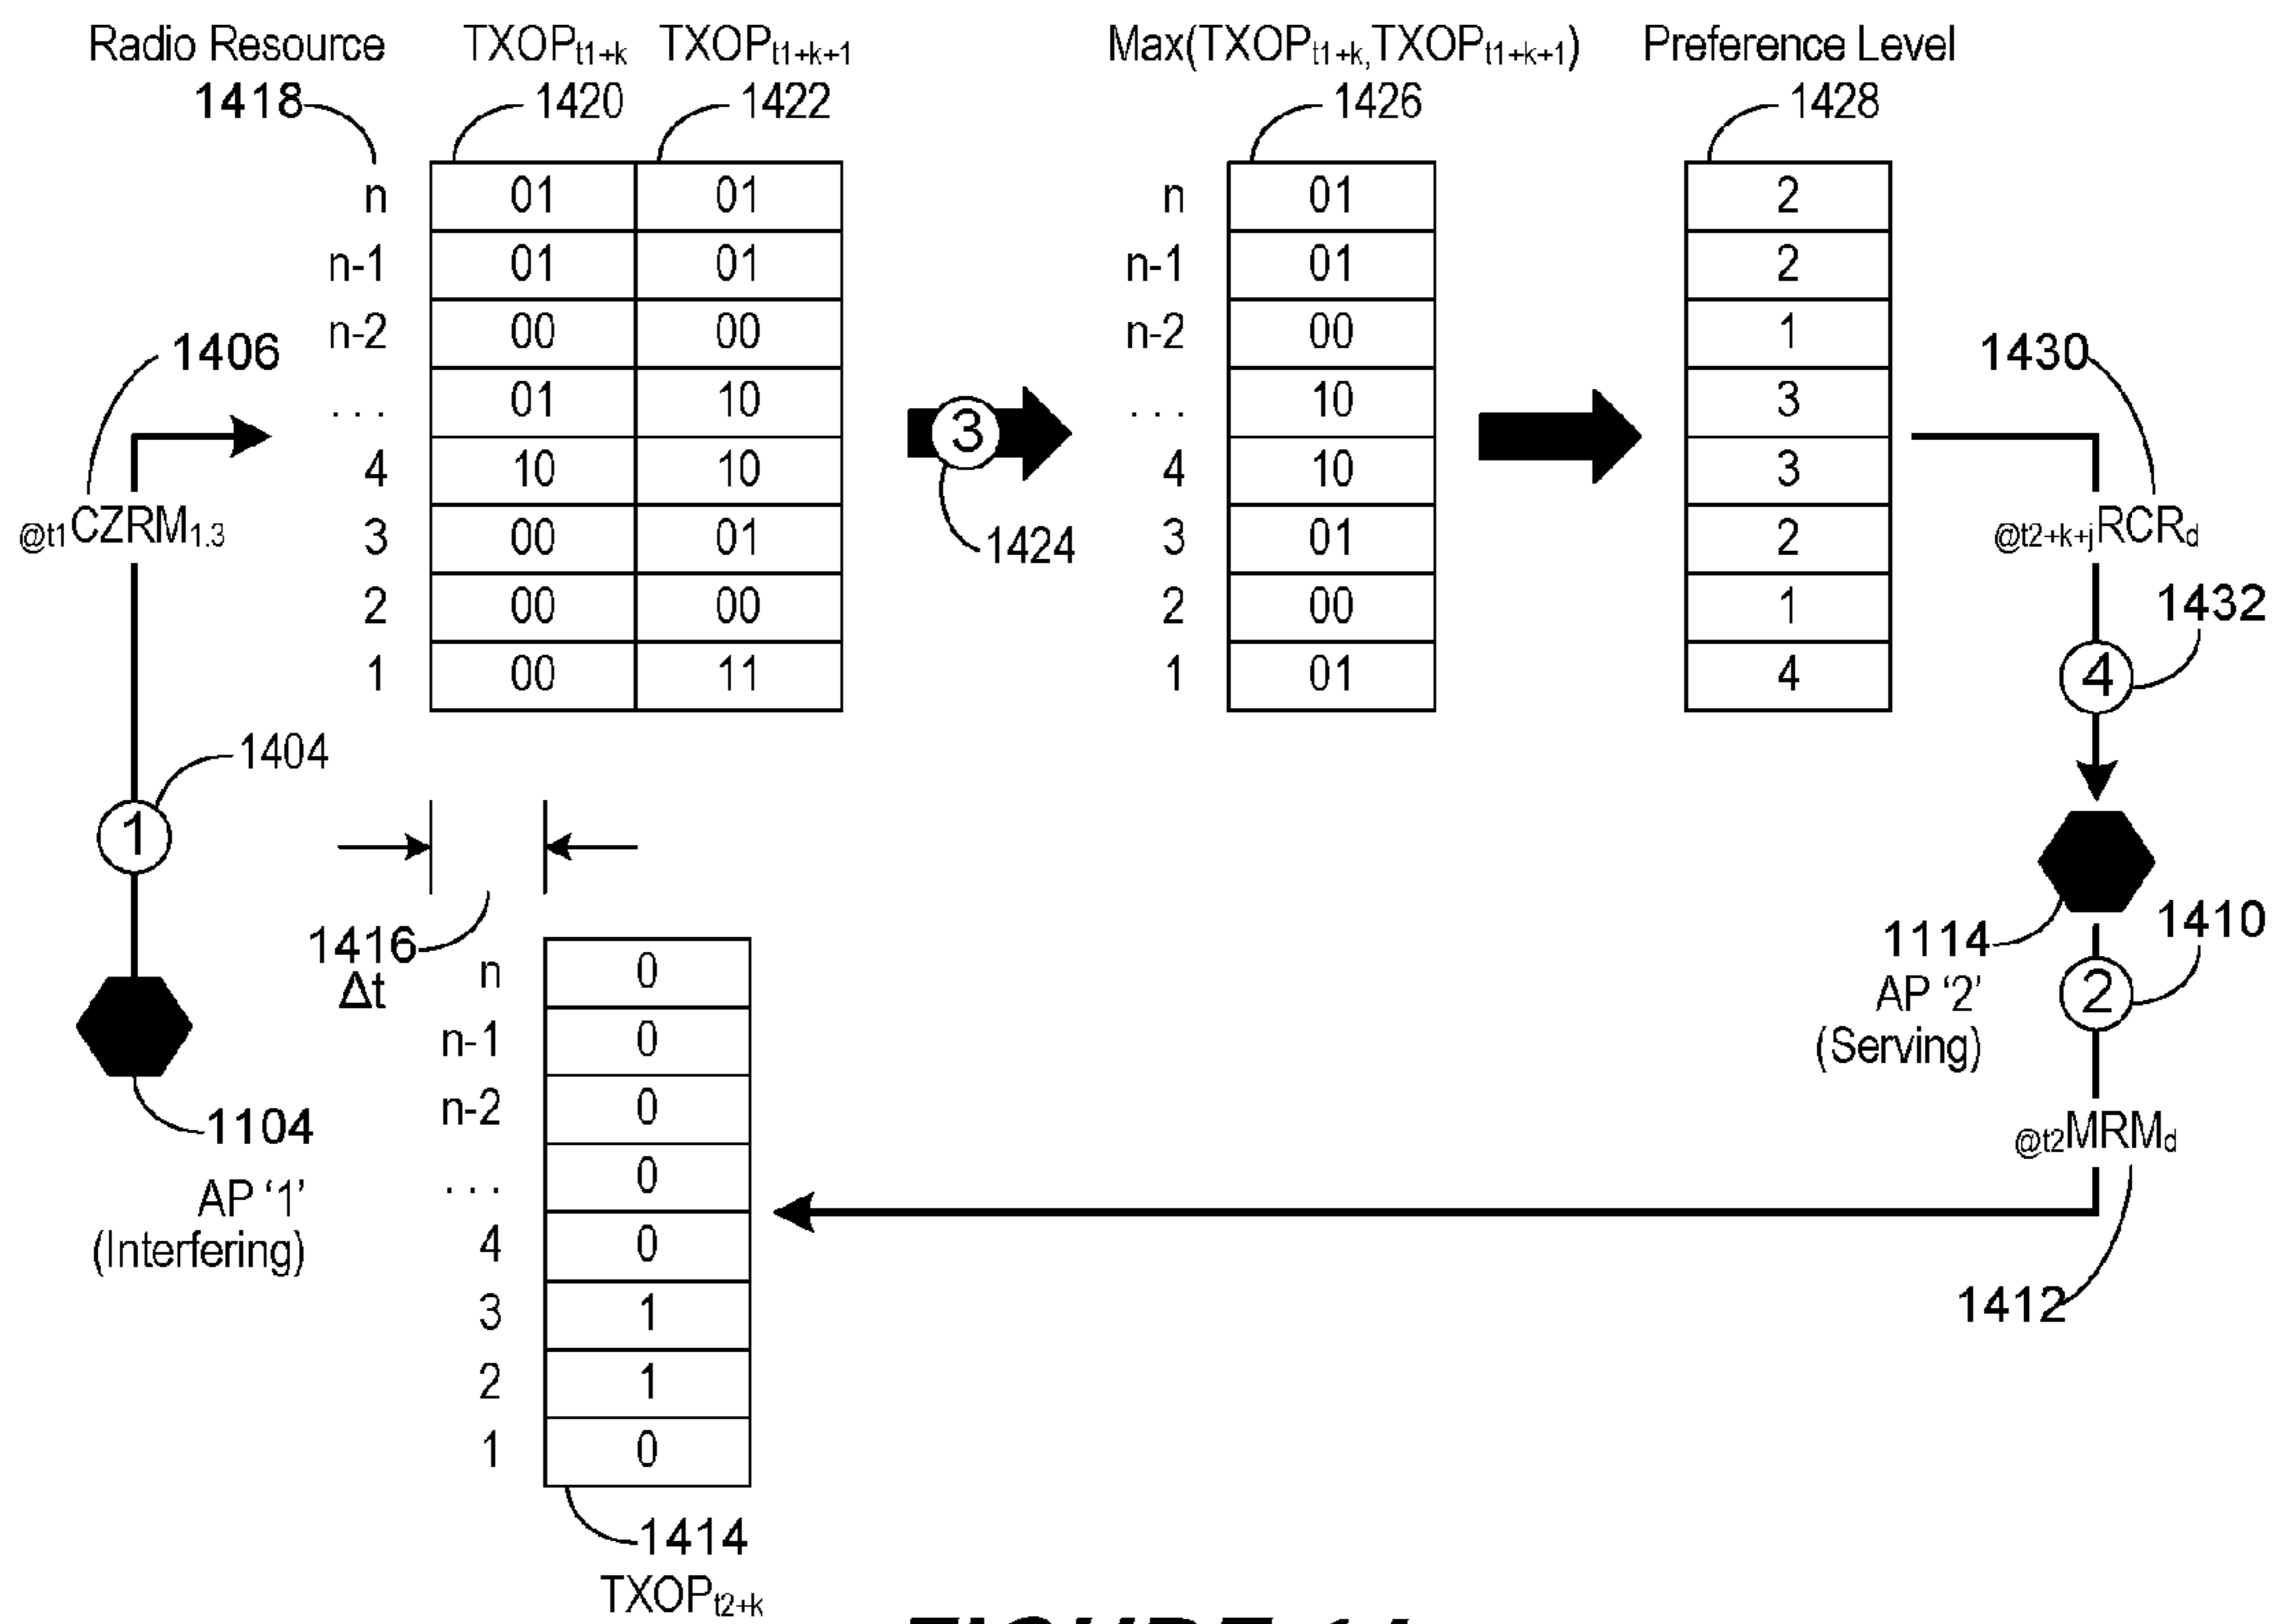 Radio Resource TXOPt1+k TXOPt1+k+1 Max(TXOPt1+k,TXOPt1+k+1) Preference Level
1418 1420 1422 1426 1428
n 01 01 n 01 2
n-1 01 01 n-1 01 2
n-2 00 00 n-2 00 1
1406 1430
... 01 10 ... 10 3
3
4 10 10 4 10 3
@t1CZRM1.3 3 00 01 3 01 2 @t2+k+jRCRd
1424
2 00 00 2 00 1 1432
1 00 11 1 01 4 4
1404
1
1416
Δt
1114
AP ‘2’
(Serving)
1410
2
n 0
n-1 0
n-2 0
1104
AP ‘1’
(Interfering)
@t2MRMd
... 0
4 0
3 1 1412
2 1
1 0
1414
TXOPt2+k